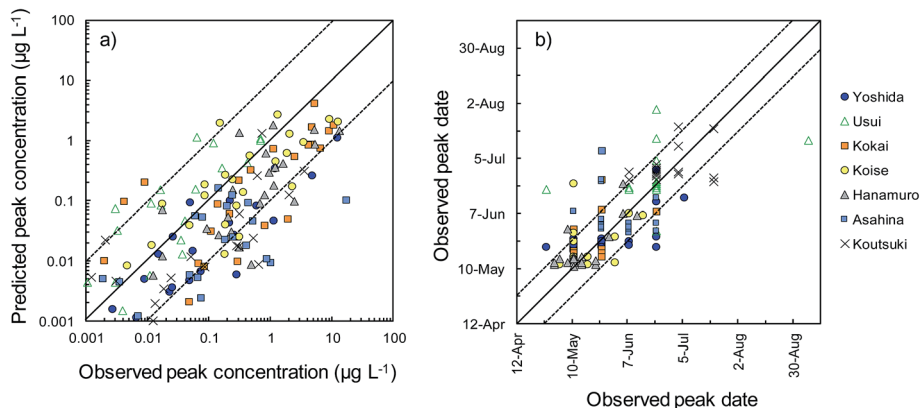 a)
Predicted peak concentration (µg L-1)
100
10
1
0.1
0.01
0.001
0.001
0.01
0.1
1
10
100
Observed peak concentration (µg L-1)
b)
Observed peak date
30-Aug
2-Aug
5-Jul
7-Jun
10-May
12-Apr
12-Apr
10-May
7-Jun
5-Jul
2-Aug
30-Aug
Observed peak date
Yoshida
Usui
Kokai
Koise
Hanamuro
Asahina
Koutsuki